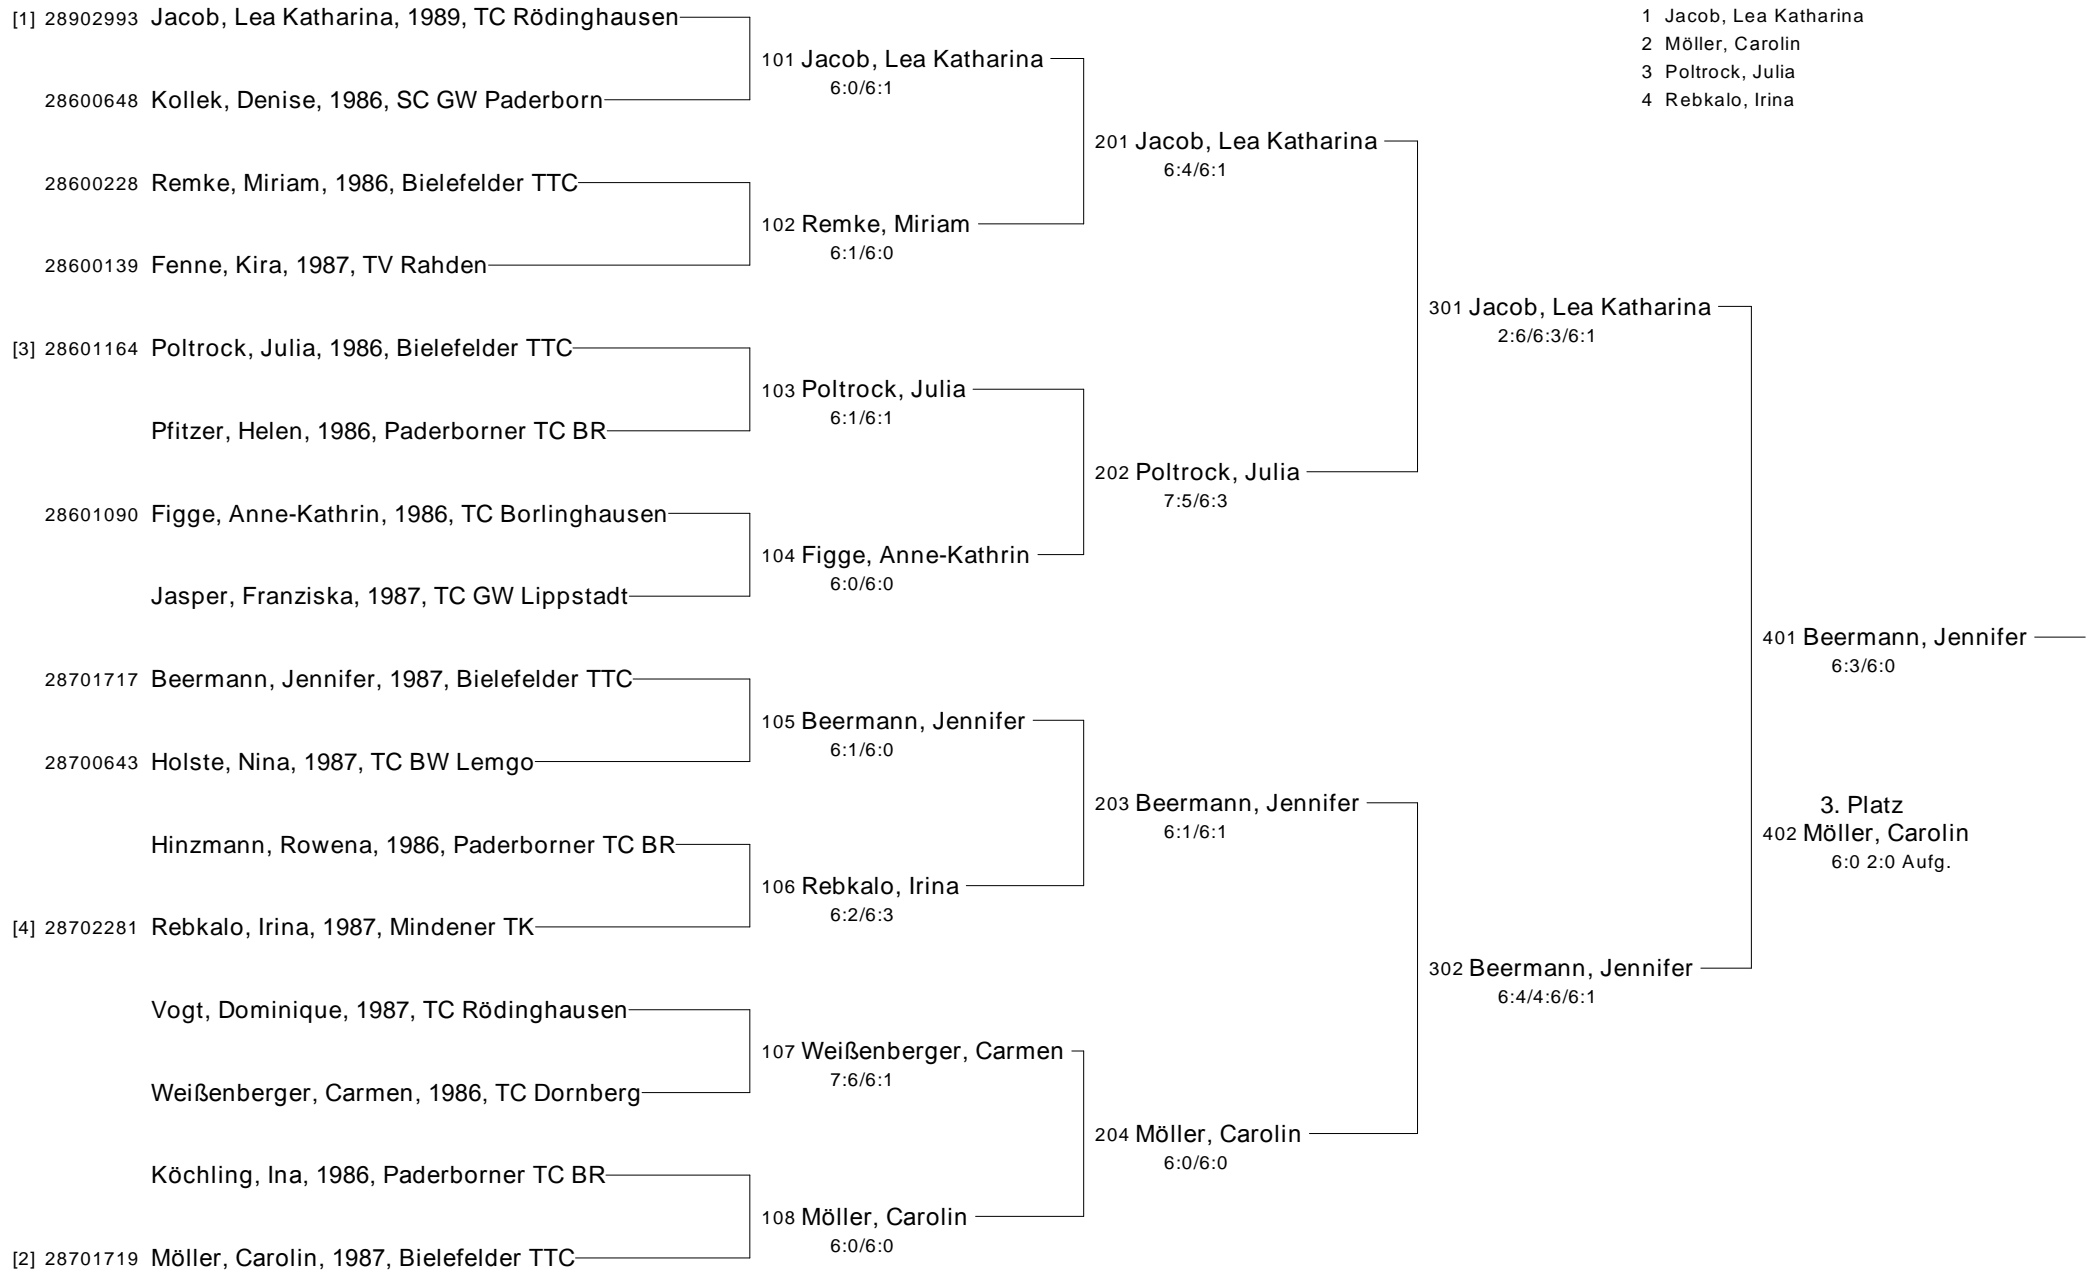 [1] 28902993 Jacob, Lea Katharina, 1989, TC Rödinghausen
28600648 Kollek, Denise, 1986, SC GW Paderborn
28600228 Remke, Miriam, 1986, Bielefelder TTC
28600139 Fenne, Kira, 1987, TV Rahden
[3] 28601164 Poltrock, Julia, 1986, Bielefelder TTC
Pfitzer, Helen, 1986, Paderborner TC BR
28601090 Figge, Anne-Kathrin, 1986, TC Borlinghausen
Jasper, Franziska, 1987, TC GW Lippstadt
28701717 Beermann, Jennifer, 1987, Bielefelder TTC
28700643 Holste, Nina, 1987, TC BW Lemgo
Hinzmann, Rowena, 1986, Paderborner TC BR
[4] 28702281 Rebkalo, Irina, 1987, Mindener TK
Vogt, Dominique, 1987, TC Rödinghausen
Weißenberger, Carmen, 1986, TC Dornberg
Köchling, Ina, 1986, Paderborner TC BR
[2] 28701719 Möller, Carolin, 1987, Bielefelder TTC
101 Jacob, Lea Katharina
6:0/6:1
102 Remke, Miriam
6:1/6:0
103 Poltrock, Julia
6:1/6:1
104 Figge, Anne-Kathrin
6:0/6:0
105 Beermann, Jennifer
6:1/6:0
106 Rebkalo, Irina
6:2/6:3
107 Weißenberger, Carmen
7:6/6:1
108 Möller, Carolin
6:0/6:0
201 Jacob, Lea Katharina
6:4/6:1
202 Poltrock, Julia
7:5/6:3
203 Beermann, Jennifer
6:1/6:1
204 Möller, Carolin
6:0/6:0
301 Jacob, Lea Katharina
2:6/6:3/6:1
302 Beermann, Jennifer
6:4/4:6/6:1
1 Jacob, Lea Katharina
2 Möller, Carolin
3 Poltrock, Julia
4 Rebkalo, Irina
401 Beermann, Jennifer
6:3/6:0
3. Platz
402 Möller, Carolin
6:0 2:0 Aufg.